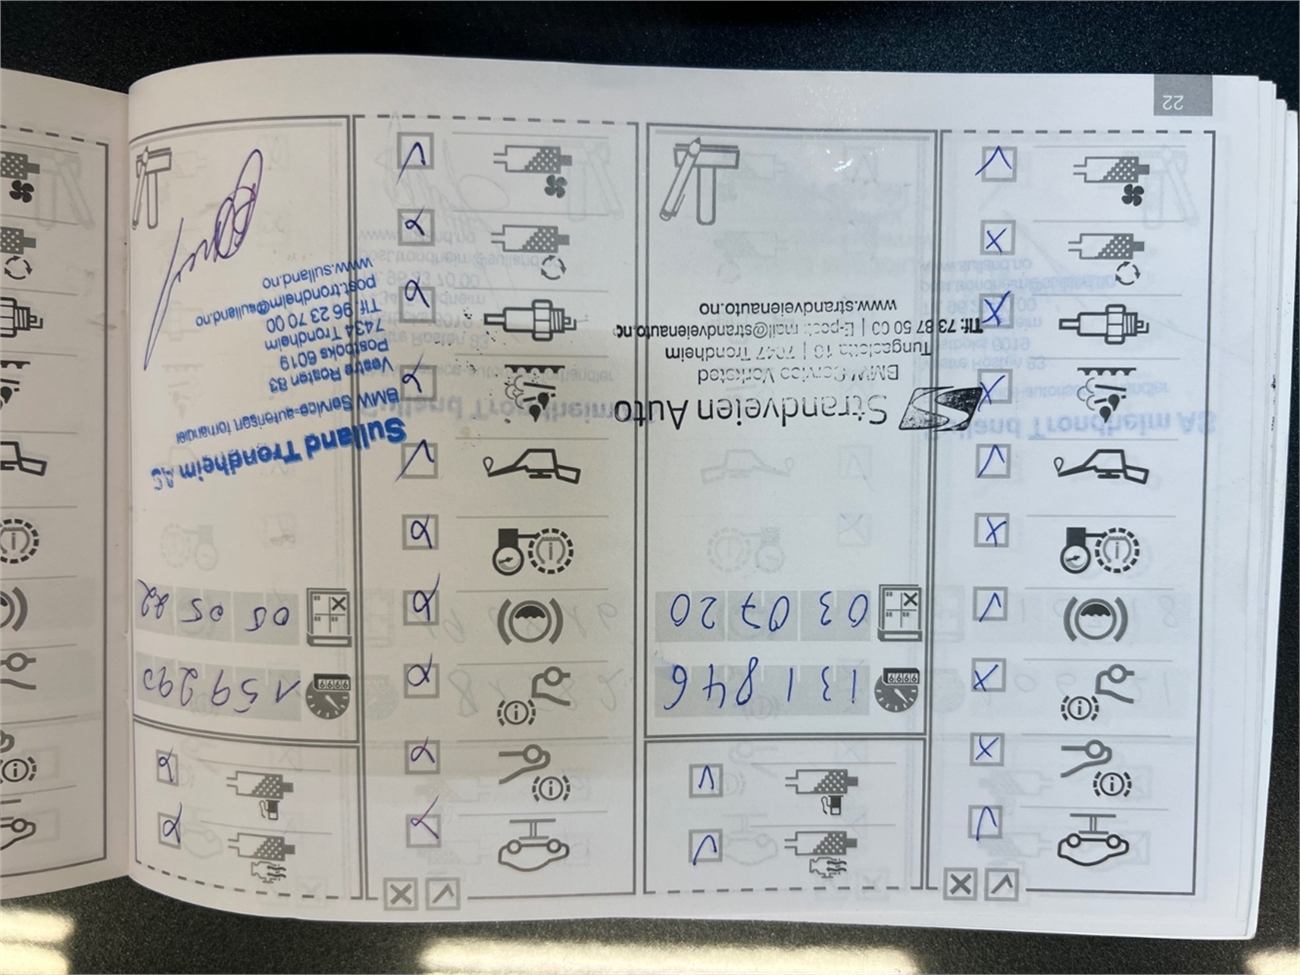 131846
03 07 20
Strandveien Auto
BMW Service Verksted
Tungasletta 10 | 7047 Trondheim
Tlf: 73 87 50 00 | E-post: mail@strandveienauto.no
www.strandveienauto.no
159290
05 05 22
Sulland Trondheim AS
BMW Service-autorisert forhandler
Vestre Rosten 83
Postboks 6019
7434 Trondheim
Tlf. 96 23 70 00
post.trondheim@sulland.no
www.sulland.no
22